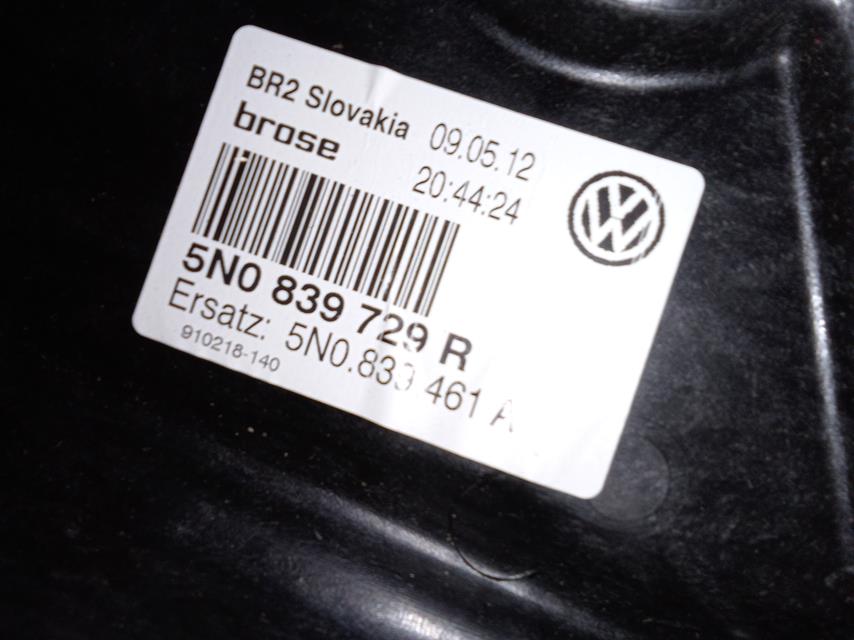 BR2 Slovakia 09.05.12
brose 20:44:24
5N0 839 729 R
Ersatz: 5N0.839 461 A
910218-140